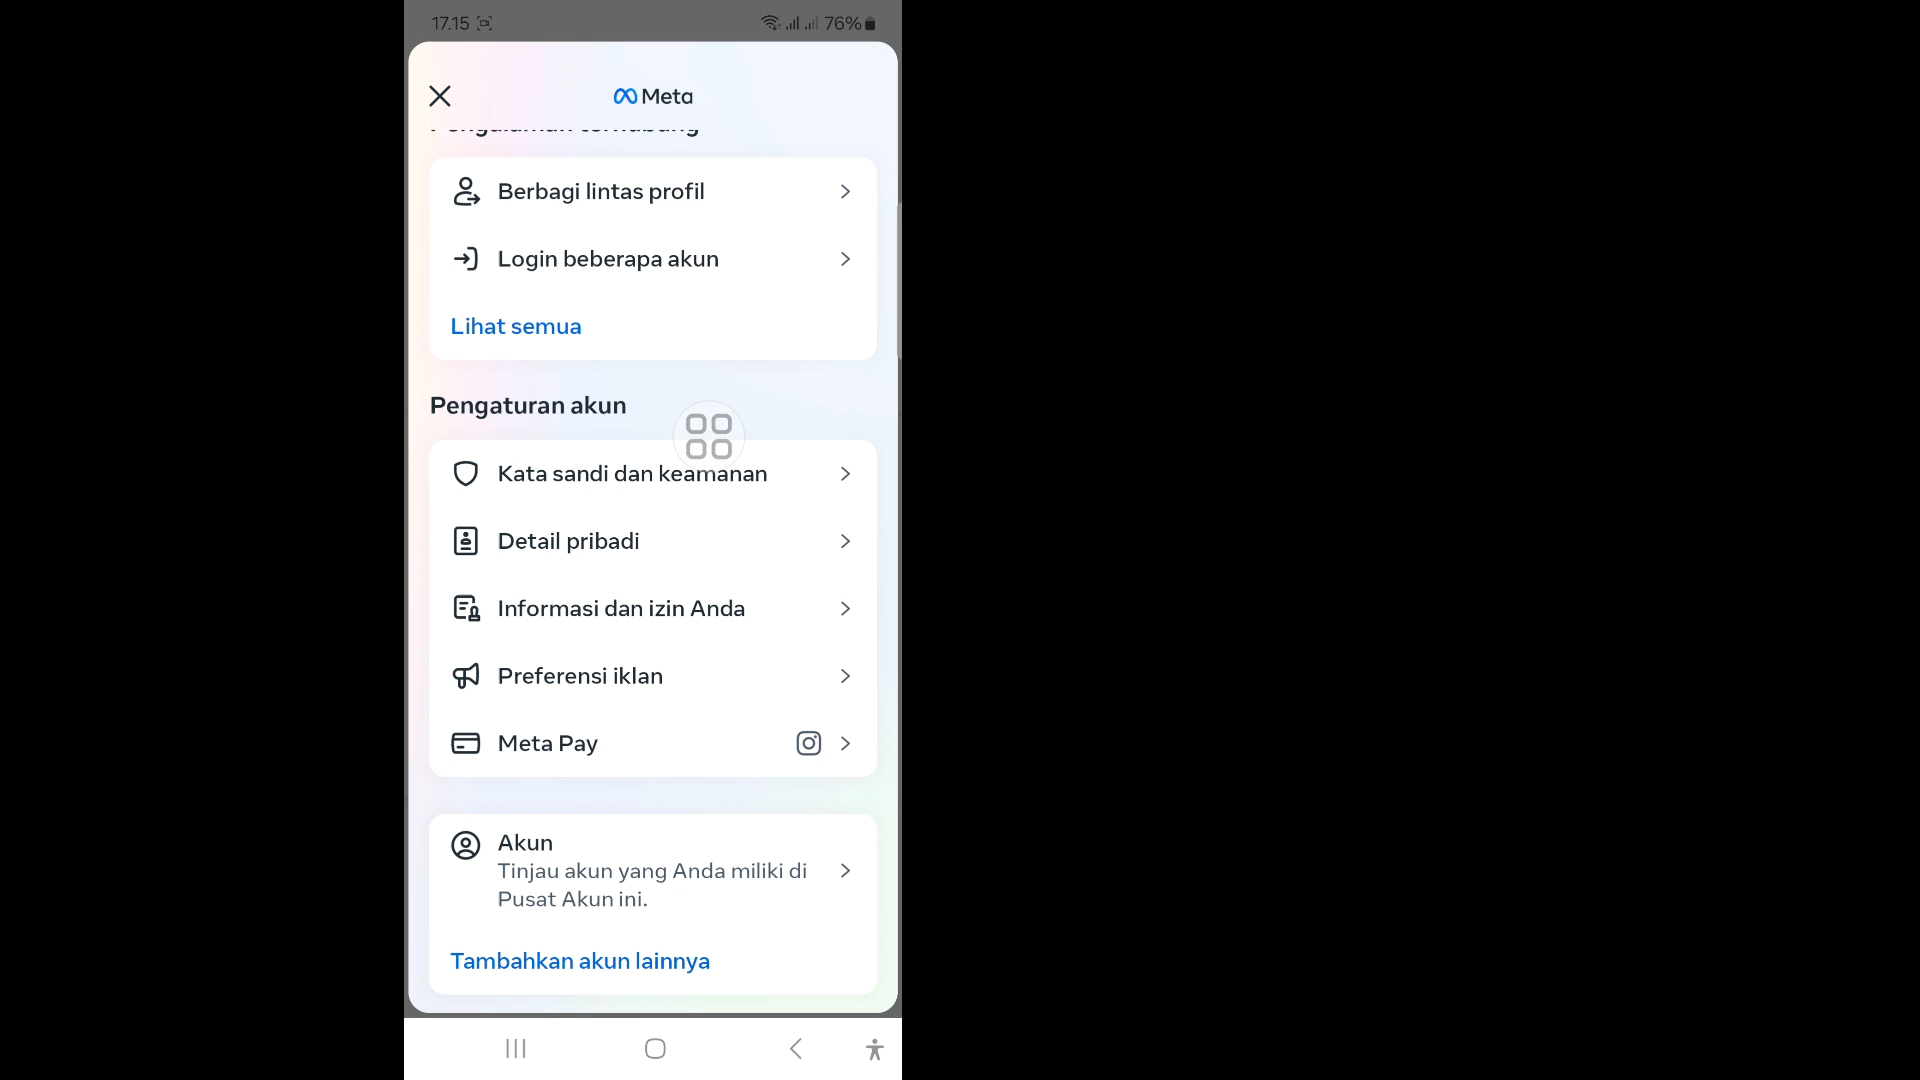 17.15
76%
Meta
Pengalaman terhubung
Berbagi lintas profil
Login beberapa akun
Lihat semua
Pengaturan akun
Kata sandi dan keamanan
Detail pribadi
Informasi dan izin Anda
Preferensi iklan
Meta Pay
Akun
Tinjau akun yang Anda miliki di
Pusat Akun ini.
Tambahkan akun lainnya